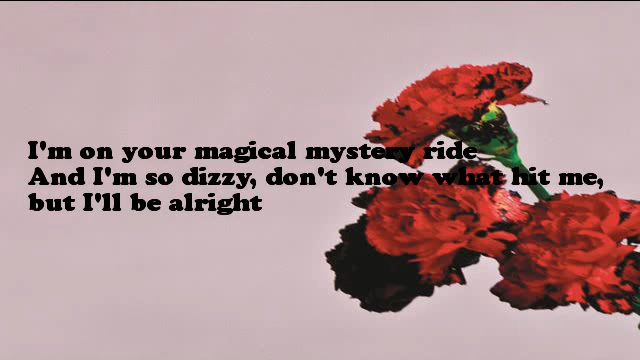 I'm on your magical mystery ride
And I'm so dizzy, don't know what hit me,
but I'll be alright